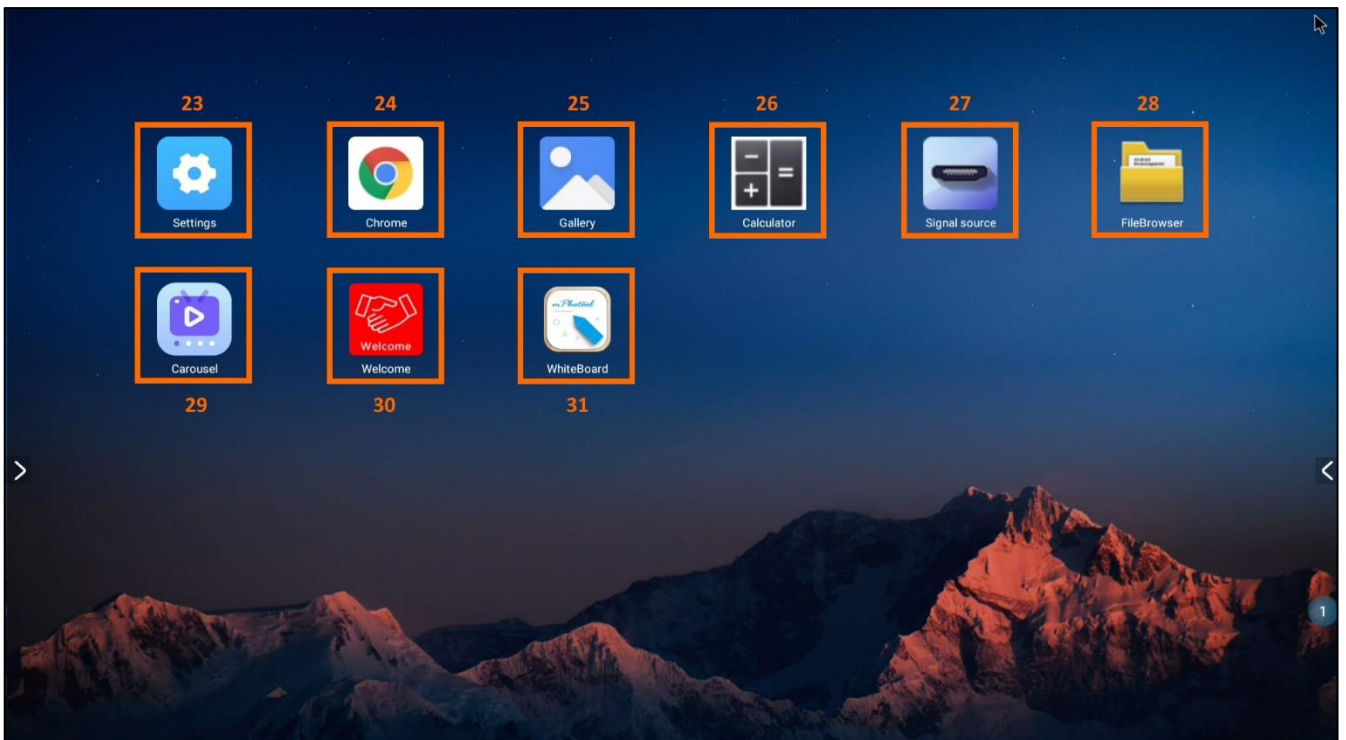 23 24 25 26 27 28
Settings Chrome Gallery Calculator Signal source FileBrowser
mPhotool
Welcome
Carousel Welcome WhiteBoard
29 30 31
1